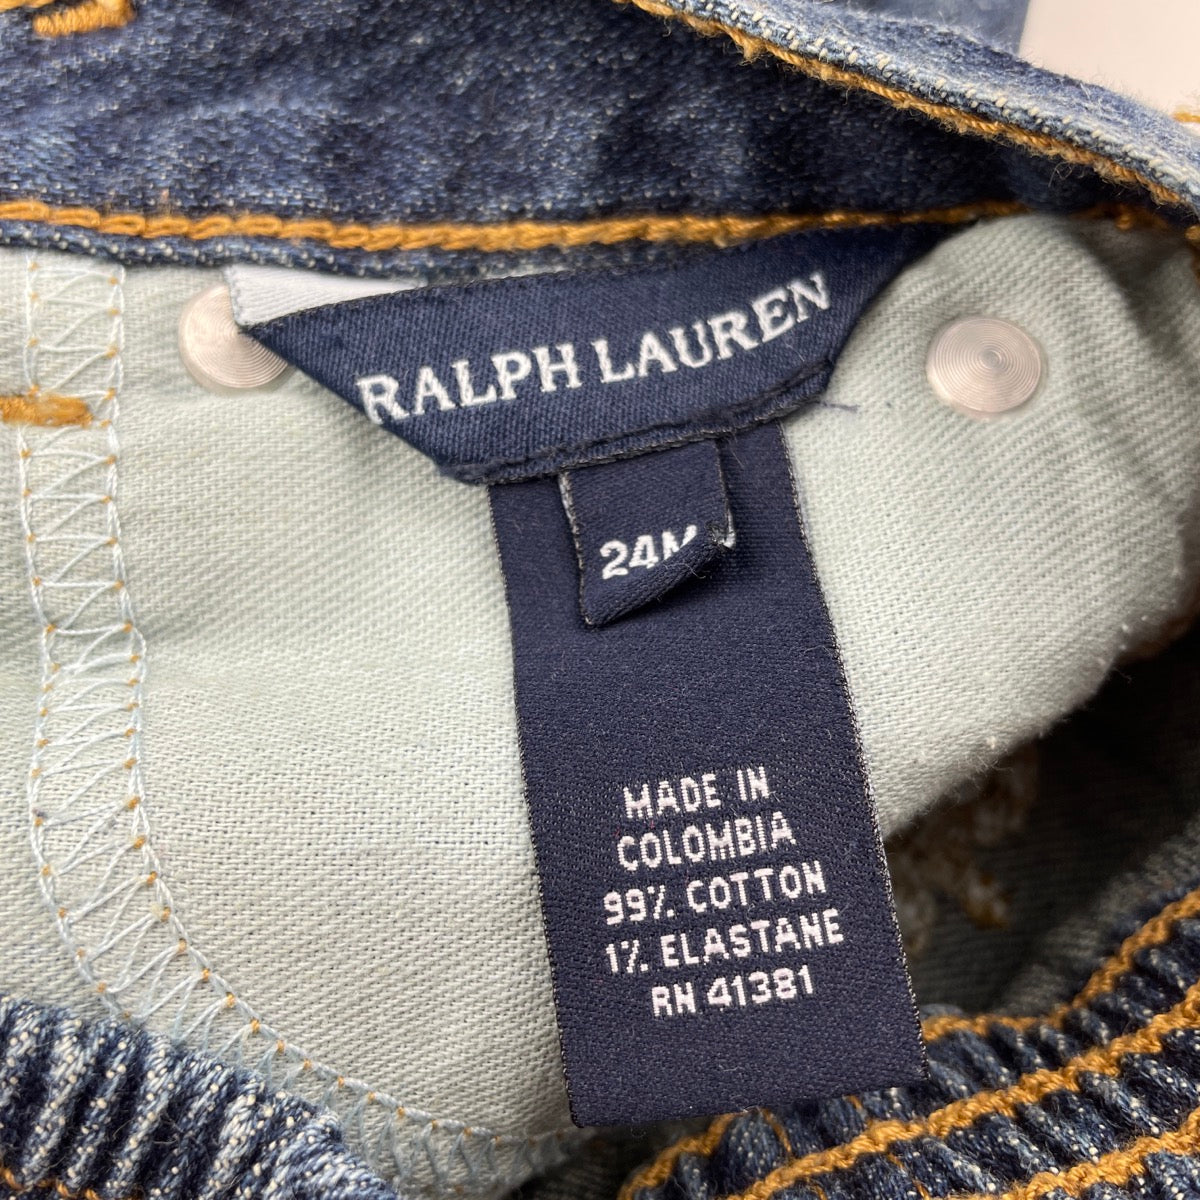 RALPH LAUREN
24M
MADE IN
COLOMBIA
99% COTTON
1% ELASTANE
RN 41381